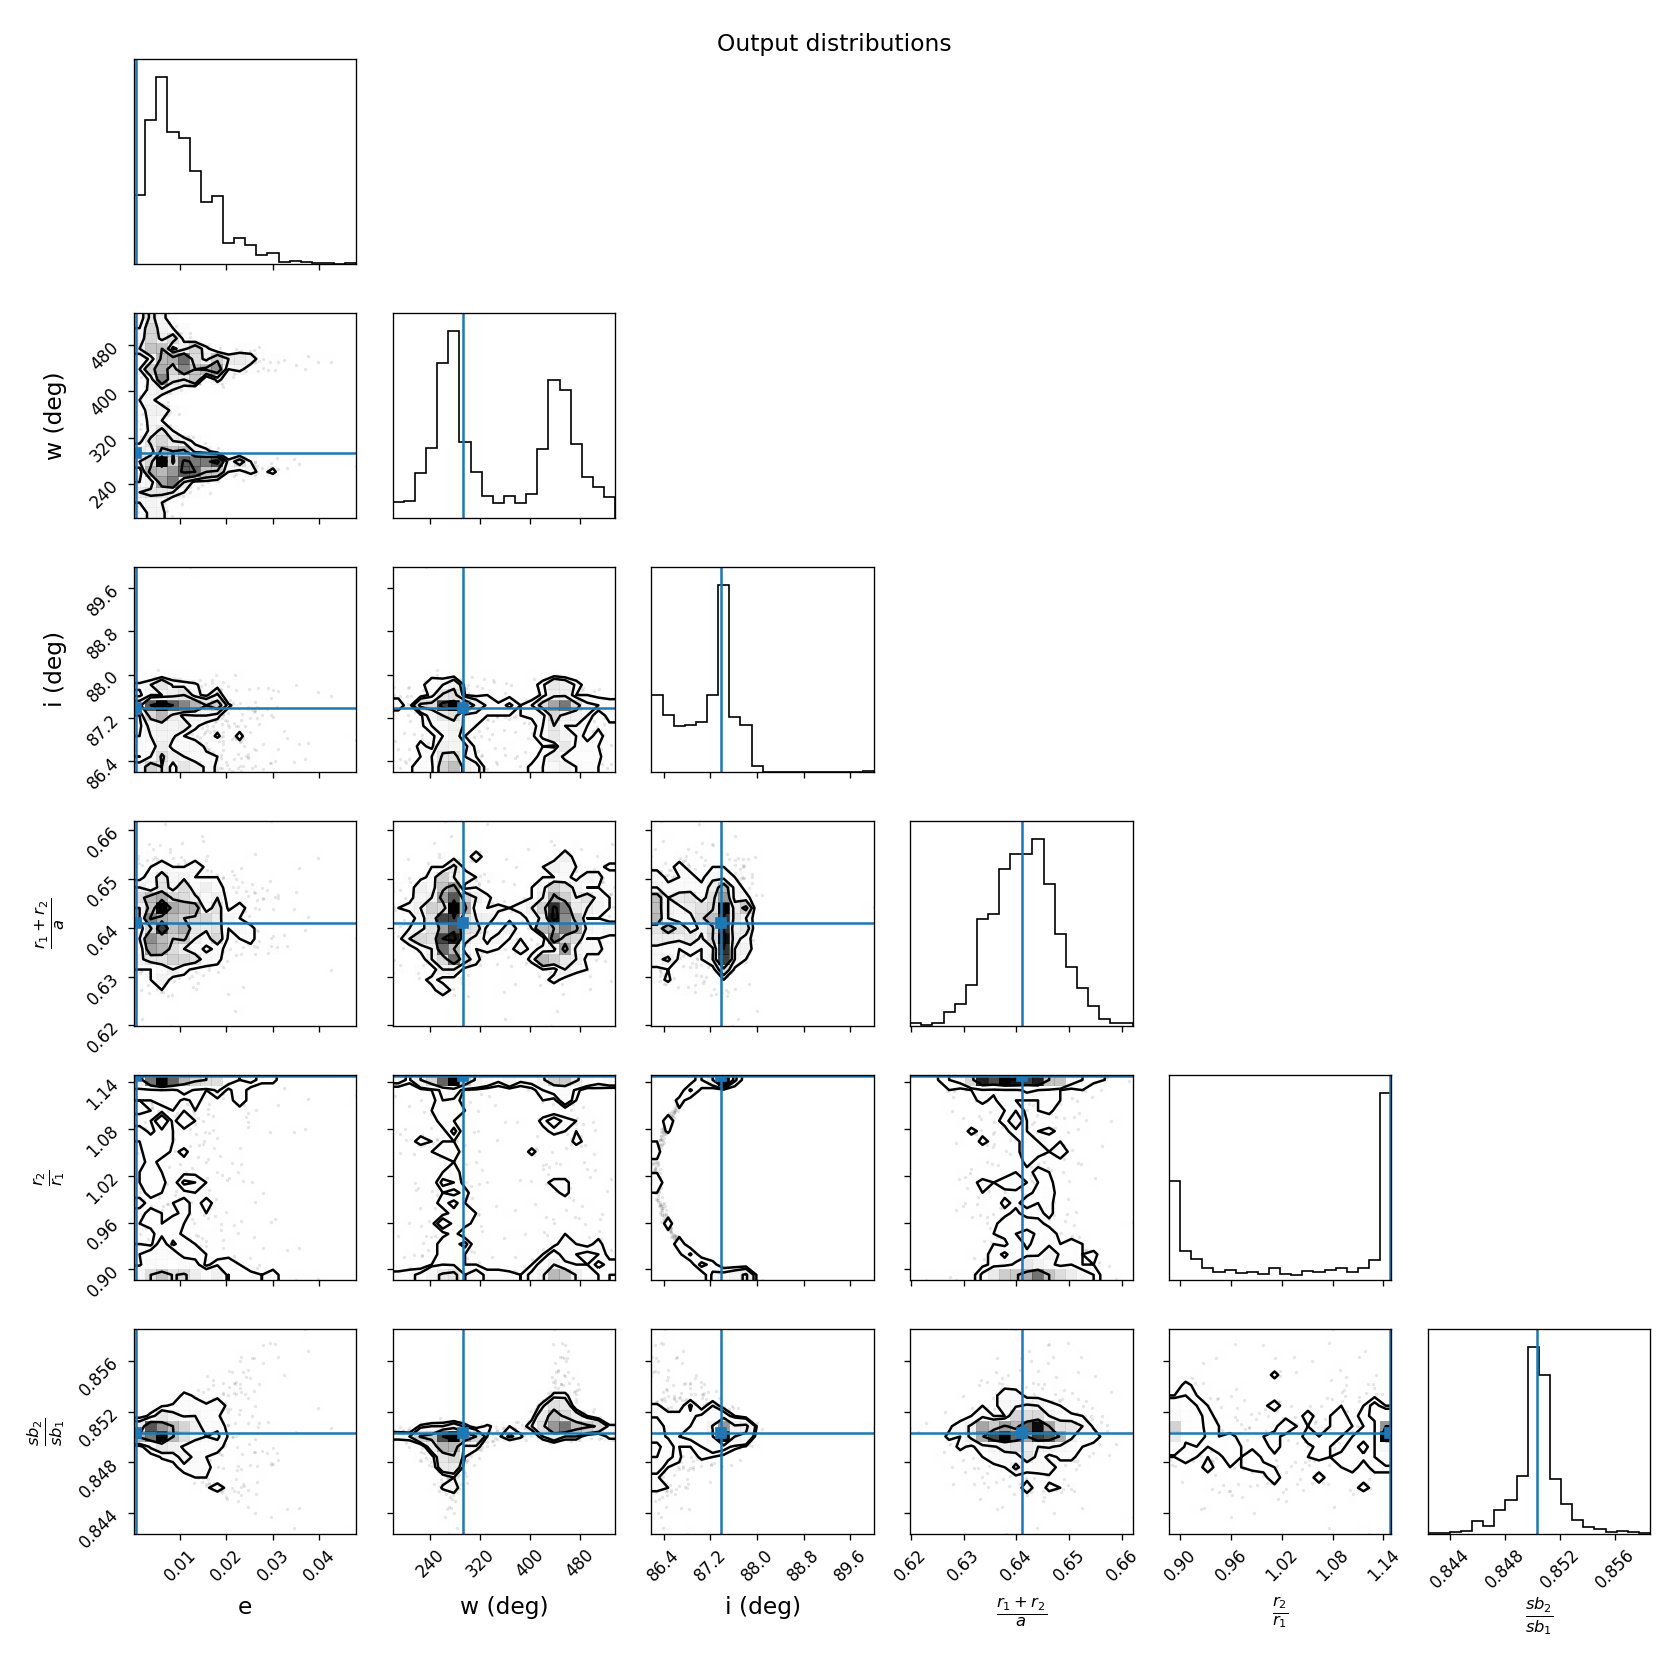 Output distributions
w (deg)
480
400
320
240
i (deg)
89.6
88.8
88.0
87.2
86.4
r1 + r2
a
0.66
0.65
0.64
0.63
0.62
r2
r1
1.14
1.08
1.02
0.96
0.90
sb2
sb1
0.856
0.852
0.848
0.844
0.01 0.02 0.03 0.04
240 320 400 480
86.4 87.2 88.0 88.8 89.6
0.62 0.63 0.64 0.65 0.66
0.90 0.96 1.02 1.08 1.14
0.844 0.848 0.852 0.856
e
w (deg)
i (deg)
r1 + r2
a
r2
r1
sb2
sb1